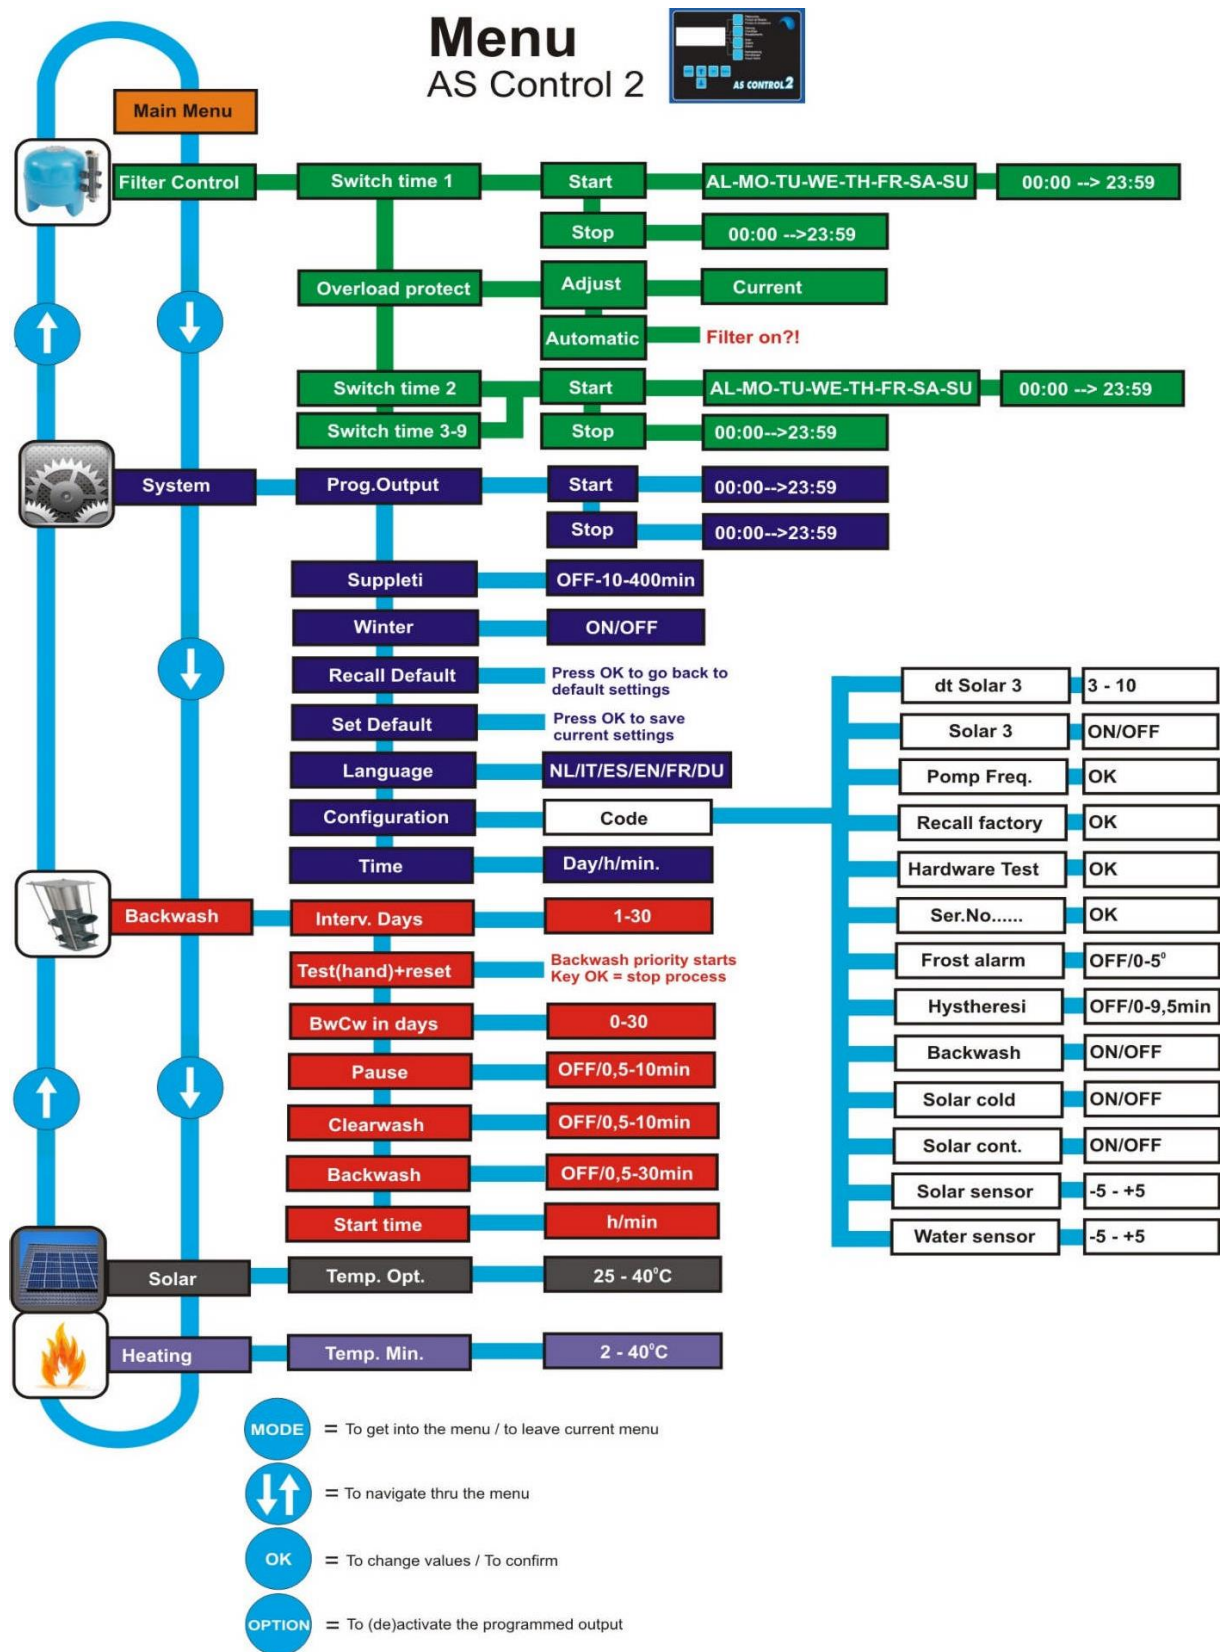 Menu
AS Control 2
AS CONTROL 2
Main Menu
Filter Control
Switch time 1
Start
AL-MO-TU-WE-TH-FR-SA-SU
00:00 --> 23:59
Stop
00:00 -->23:59
Overload protect
Adjust
Current
Automatic
Filter on?!
Switch time 2
Start
AL-MO-TU-WE-TH-FR-SA-SU
00:00 --> 23:59
Switch time 3-9
Stop
00:00-->23:59
System
Prog.Output
Start
00:00-->23:59
Stop
00:00-->23:59
Suppleti
OFF-10-400min
Winter
ON/OFF
Recall Default
Press OK to go back to
default settings
Set Default
Press OK to save
current settings
Language
NL/IT/ES/EN/FR/DU
Configuration
Code
Time
Day/h/min.
dt Solar 3
3 - 10
Solar 3
ON/OFF
Pomp Freq.
OK
Recall factory
OK
Hardware Test
OK
Ser.No......
OK
Frost alarm
OFF/0-5⁰
Hystheresi
OFF/0-9,5min
Backwash
ON/OFF
Solar cold
ON/OFF
Solar cont.
ON/OFF
Solar sensor
-5 - +5
Water sensor
-5 - +5
Backwash
Interv. Days
1-30
Test(hand)+reset
Backwash priority starts
Key OK = stop process
BwCw in days
0-30
Pause
OFF/0,5-10min
Clearwash
OFF/0,5-10min
Backwash
OFF/0,5-30min
Start time
h/min
Solar
Temp. Opt.
25 - 40⁰C
Heating
Temp. Min.
2 - 40⁰C
MODE = To get into the menu / to leave current menu
= To navigate thru the menu
OK = To change values / To confirm
OPTION = To (de)activate the programmed output